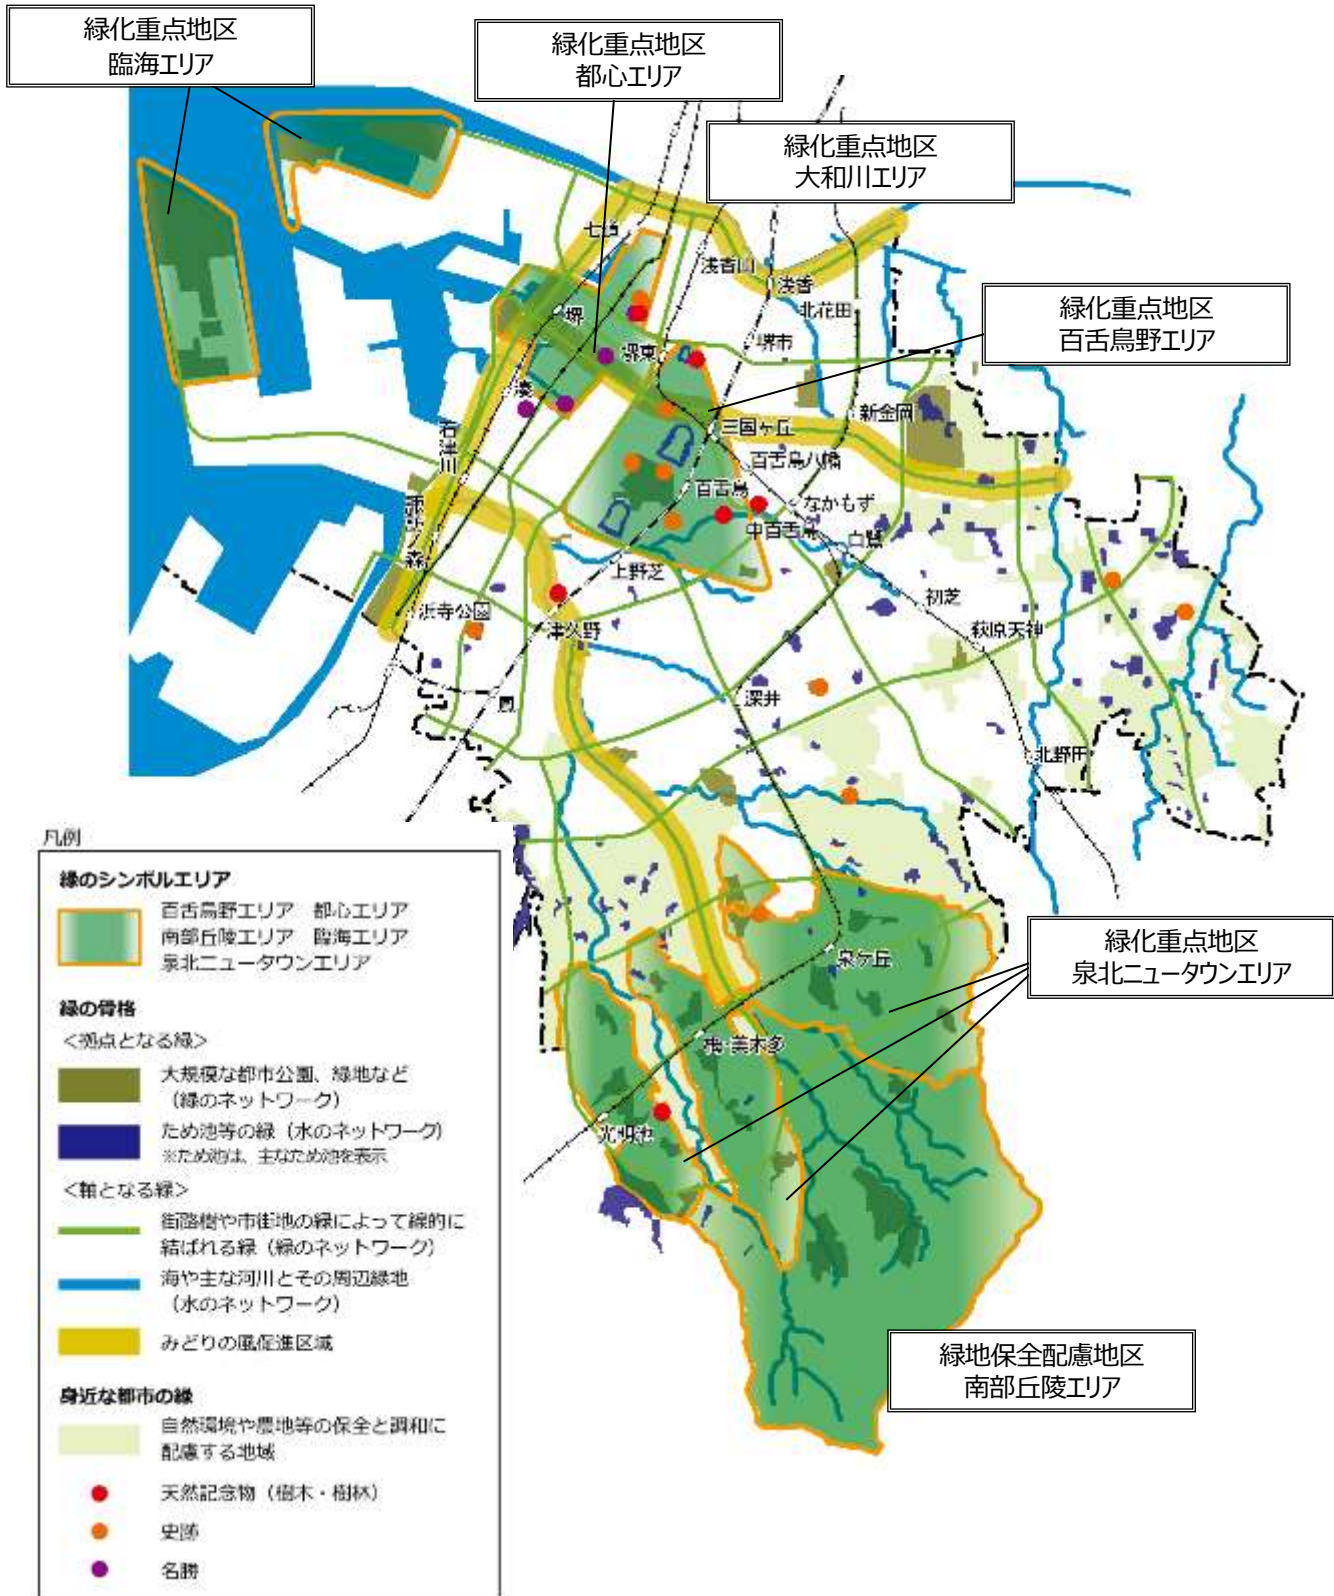 緑化重点地区
臨海エリア
緑化重点地区
都心エリア
緑化重点地区
大和川エリア
七道
浅香山
浅香
北花田
緑化重点地区
百舌鳥野エリア
堺
堺東
堺市
湊
新金岡
三国ヶ丘
石津川
百舌鳥八幡
百舌鳥
なかもず
諏訪ノ森
中百舌鳥
白鷺
上野芝
初芝
浜寺公園
津久野
萩原天神
鳳
深井
北野田
凡例
緑のシンボルエリア
百舌鳥野エリア 都心エリア
南部丘陵エリア 臨海エリア
泉北ニュータウンエリア
緑の骨格
<拠点となる緑>
大規模な都市公園、緑地など
(緑のネットワーク)
ため池等の緑(水のネットワーク)
※ため池は、主なため池を表示
<軸となる緑>
街路樹や市街地の緑によって線的に
結ばれる緑(緑のネットワーク)
海や主な河川とその周辺緑地
(水のネットワーク)
みどりの風促進区域
身近な都市の緑
自然環境や農地等の保全と調和に
配慮する地域
天然記念物(樹木・樹林)
史跡
名勝
泉ケ丘
緑化重点地区
泉北ニュータウンエリア
栂・美木多
光明池
緑地保全配慮地区
南部丘陵エリア